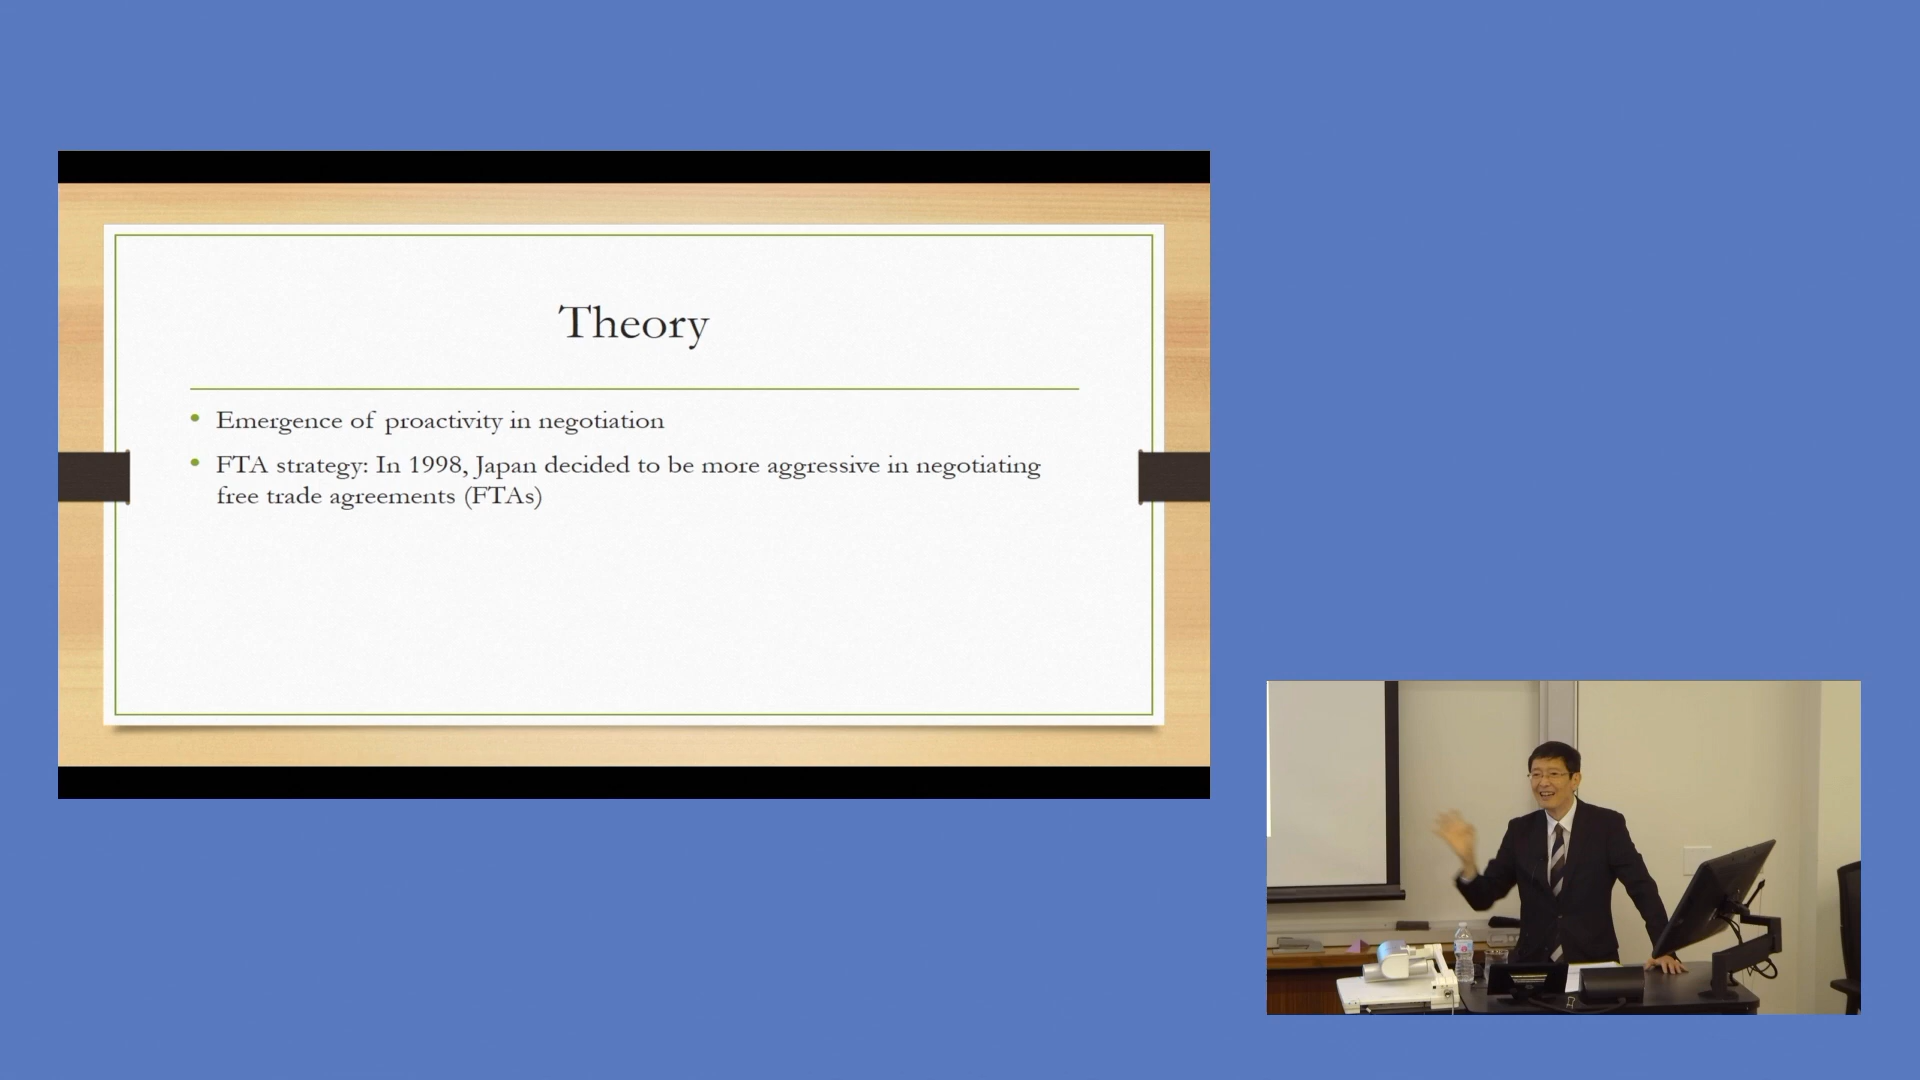 Theory
Emergence of proactivity in negotiation
FTA strategy: In 1998, Japan decided to be more aggressive in negotiating
free trade agreements (FTAs)